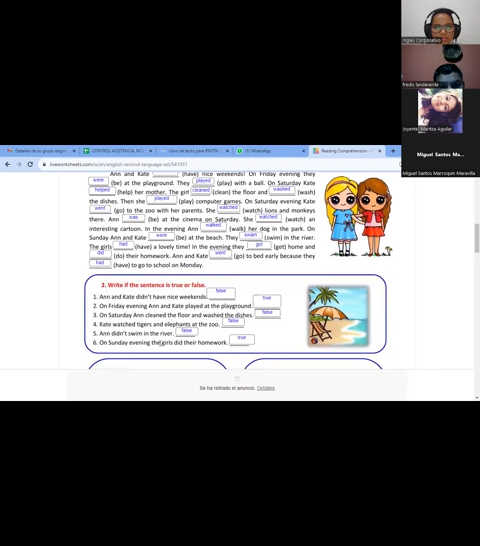 Ingles Corporativo
fredis landaverde
(oyente) Maritza Aguilar
Miguel Santos Ma...
Miguel Santos Marroquin Maravilla
Detalles de su grupo asigna
CONTROL ASISTENCIA, NOT
Libro de texto para PRINTER
(1) WhatsApp
Reading Comprehension -
liveworksheets.com/w/en/english-second-language-esl/541931
Ann and Kate (have) nice weekends! On Friday evening they
were (be) at the playground. They played (play) with a ball. On Saturday Kate
helped (help) her mother. The girl cleaned (clean) the floor and washed (wash)
the dishes. Then she played (play) computer games. On Saturday evening Kate
went (go) to the zoo with her parents. She watched (watch) lions and monkeys
there. Ann was (be) at the cinema on Saturday. She watched (watch) an
interesting cartoon. In the evening Ann walked (walk) her dog in the park. On
Sunday Ann and Kate were (be) at the beach. They swam (swim) in the river.
The girls had (have) a lovely time! In the evening they got (get) home and
did (do) their homework. Ann and Kate went (go) to bed early because they
had (have) to go to school on Monday.
2. Write if the sentence is true or false.
1. Ann and Kate didn't have nice weekends. false
2. On Friday evening Ann and Kate played at the playground. true
3. On Saturday Ann cleaned the floor and washed the dishes. false
4. Kate watched tigers and elephants at the zoo. false
5. Ann didn't swim in the river. false
6. On Sunday evening the girls did their homework. true
Se ha retirado el anuncio. Detalles